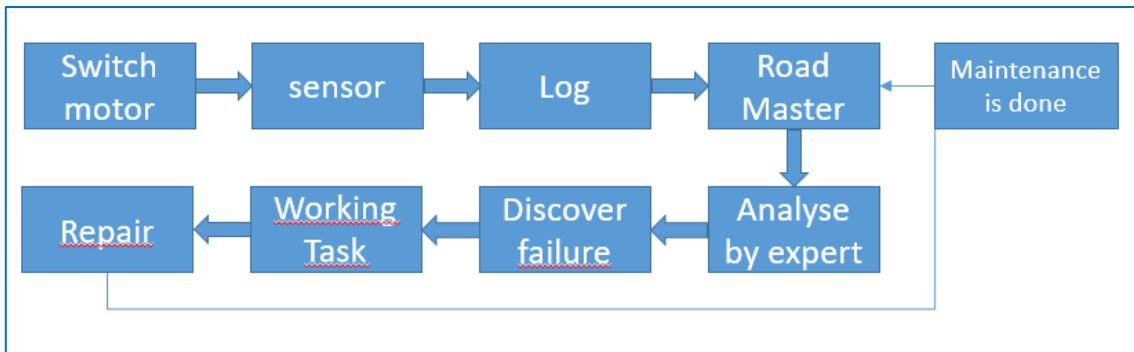 Switch
motor
sensor
Log
Road
Master
Maintenance
is done
Repair
Working
Task
Discover
failure
Analyse
by expert